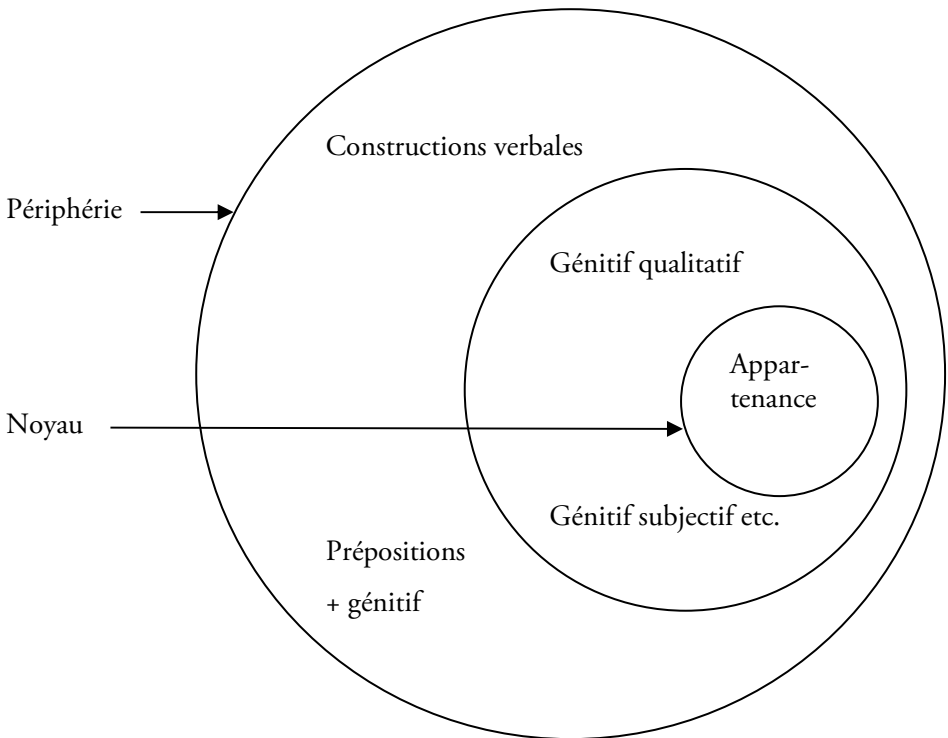 Constructions verbales
Périphérie
Génitif qualitatif
Appar-
tenance
Noyau
Génitif subjectif etc.
Prépositions
+ génitif